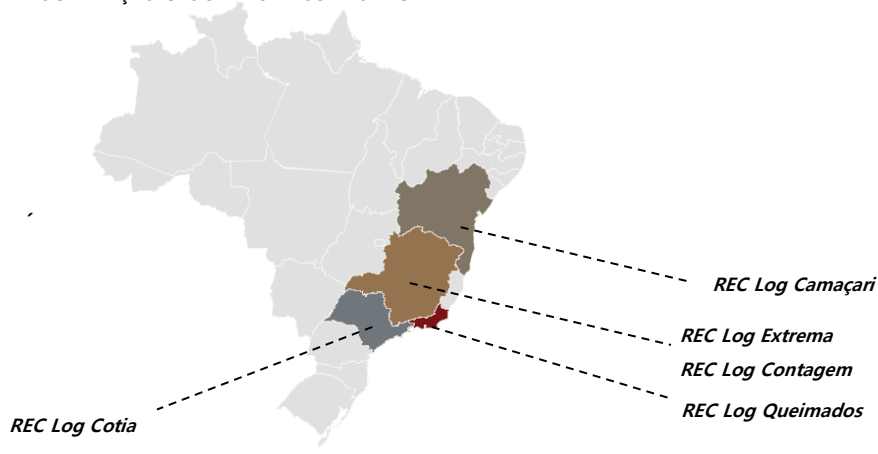 REC Log Camaçari
REC Log Extrema
REC Log Contagem
REC Log Queimados
REC Log Cotia